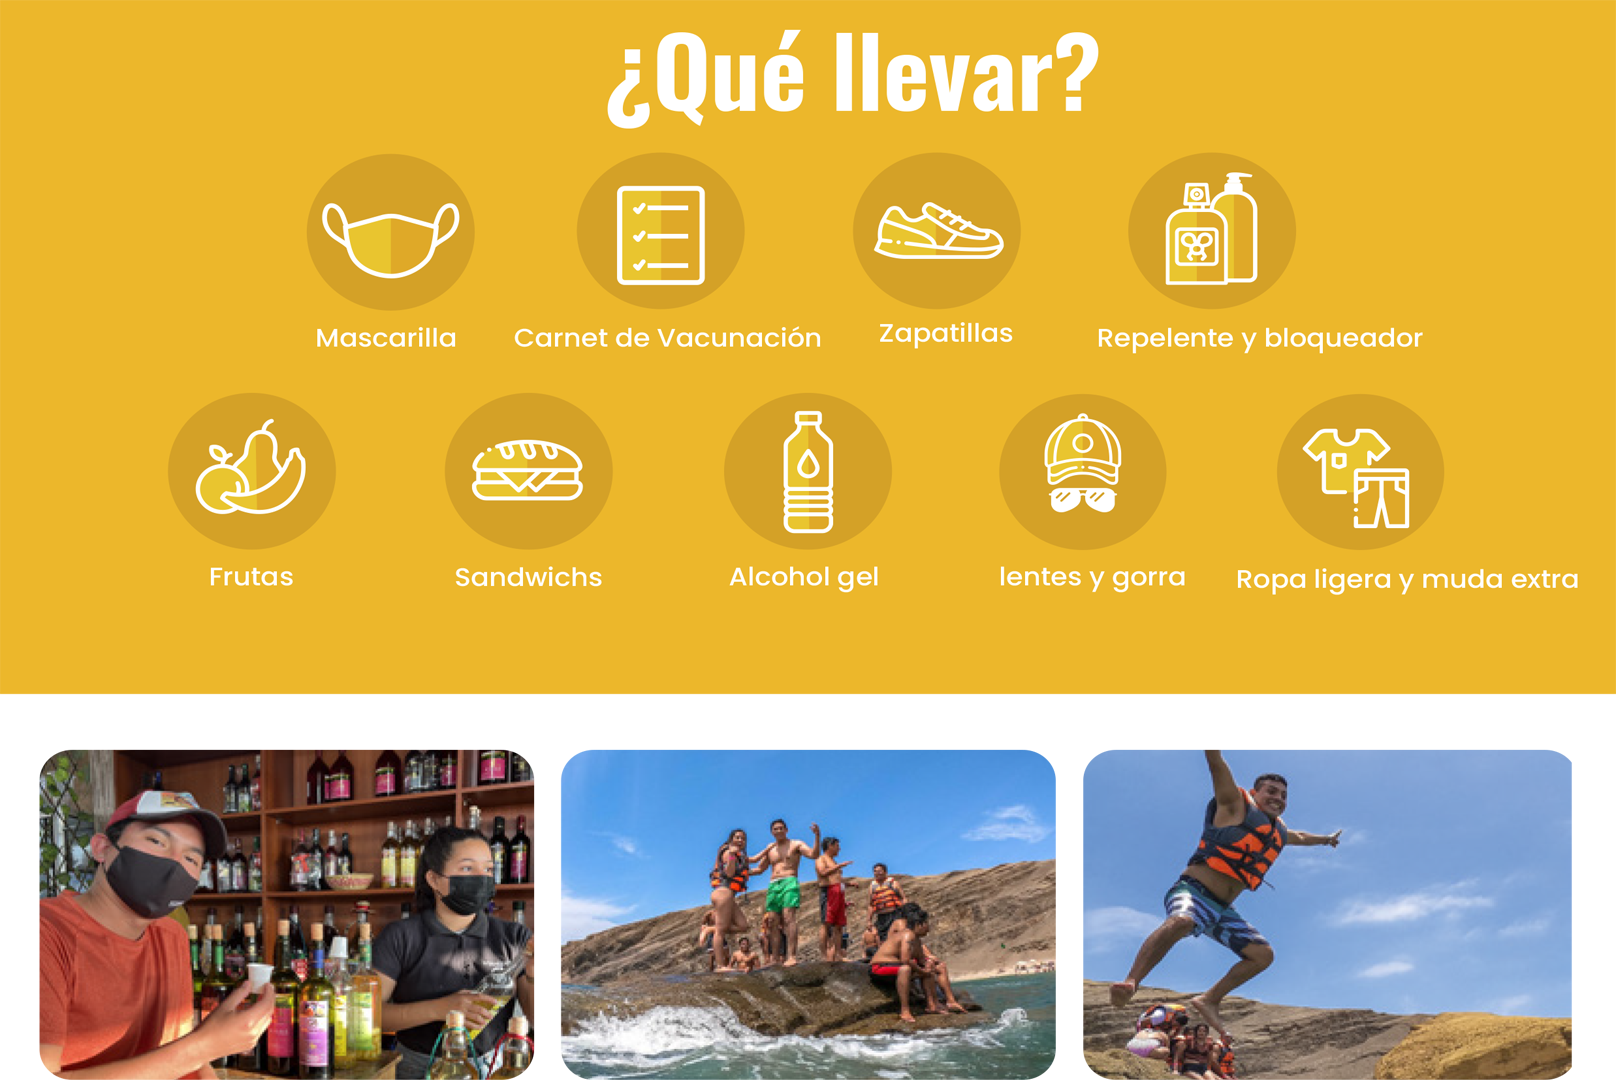 ¿Qué llevar?
Mascarilla
Carnet de Vacunación
Zapatillas
Repelente y bloqueador
Frutas
Sandwichs
Alcohol gel
lentes y gorra
Ropa ligera y muda extra